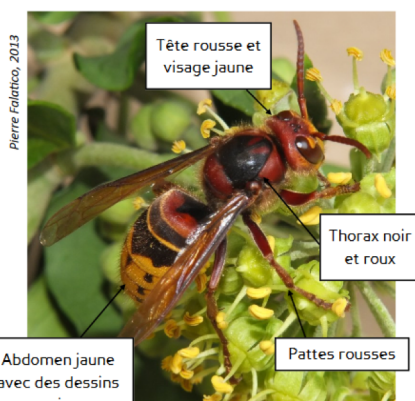 Pierre Falatico, 2013
Tête rousse et
visage jaune
Thorax noir
et roux
Pattes rousses
Abdomen jaune
avec des dessins